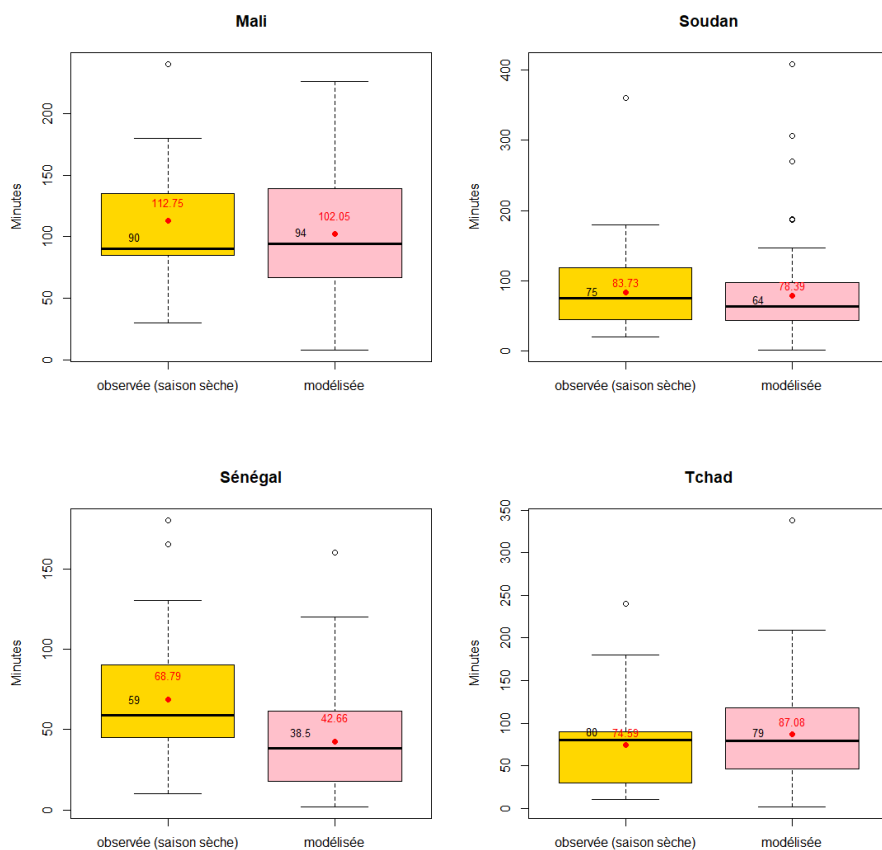 Mali
Minutes
0
50
100
150
200
112.75
90
102.05
94
observée (saison sèche)
modélisée
Soudan
Minutes
0
100
200
300
400
83.73
75
78.39
64
observée (saison sèche)
modélisée
Sénégal
Minutes
0
50
100
150
68.79
59
42.66
38.5
observée (saison sèche)
modélisée
Tchad
Minutes
0
50
100
150
200
250
300
350
80
74.59
87.08
79
observée (saison sèche)
modélisée